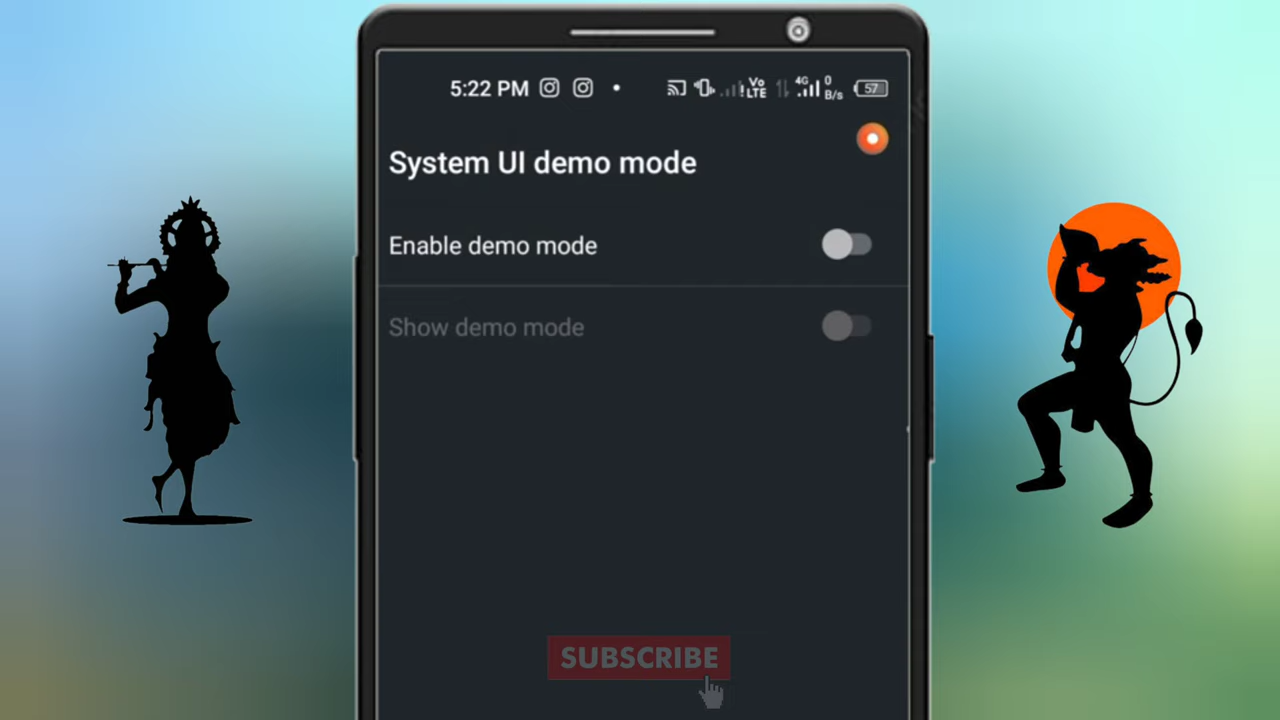 5:22 PM Vo LTE 4G 0 B/s 57
System UI demo mode
Enable demo mode
Show demo mode
SUBSCRIBE